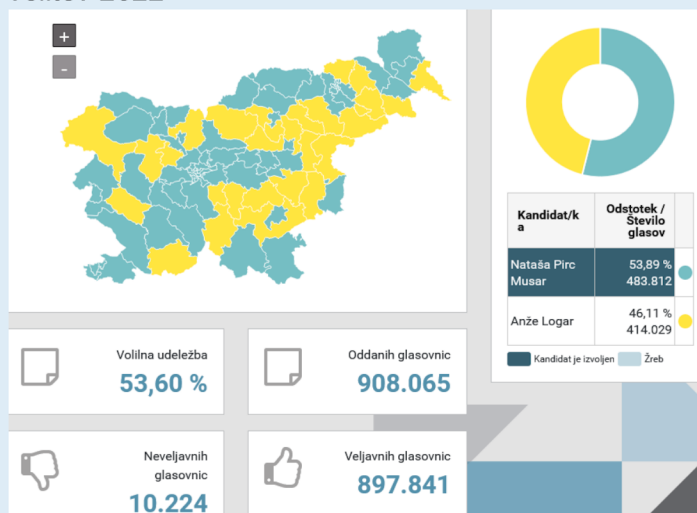 +
-
Kandidat/k
a
Odstotek /
Število
glasov
Nataša Pirc
Musar
53,89 %
483.812
Anže Logar
46,11 %
414.029
Kandidat je izvoljen
Žreb
Volilna udeležba
53,60 %
Oddanih glasovnic
908.065
Neveljavnih
glasovnic
10.224
Veljavnih glasovnic
897.841